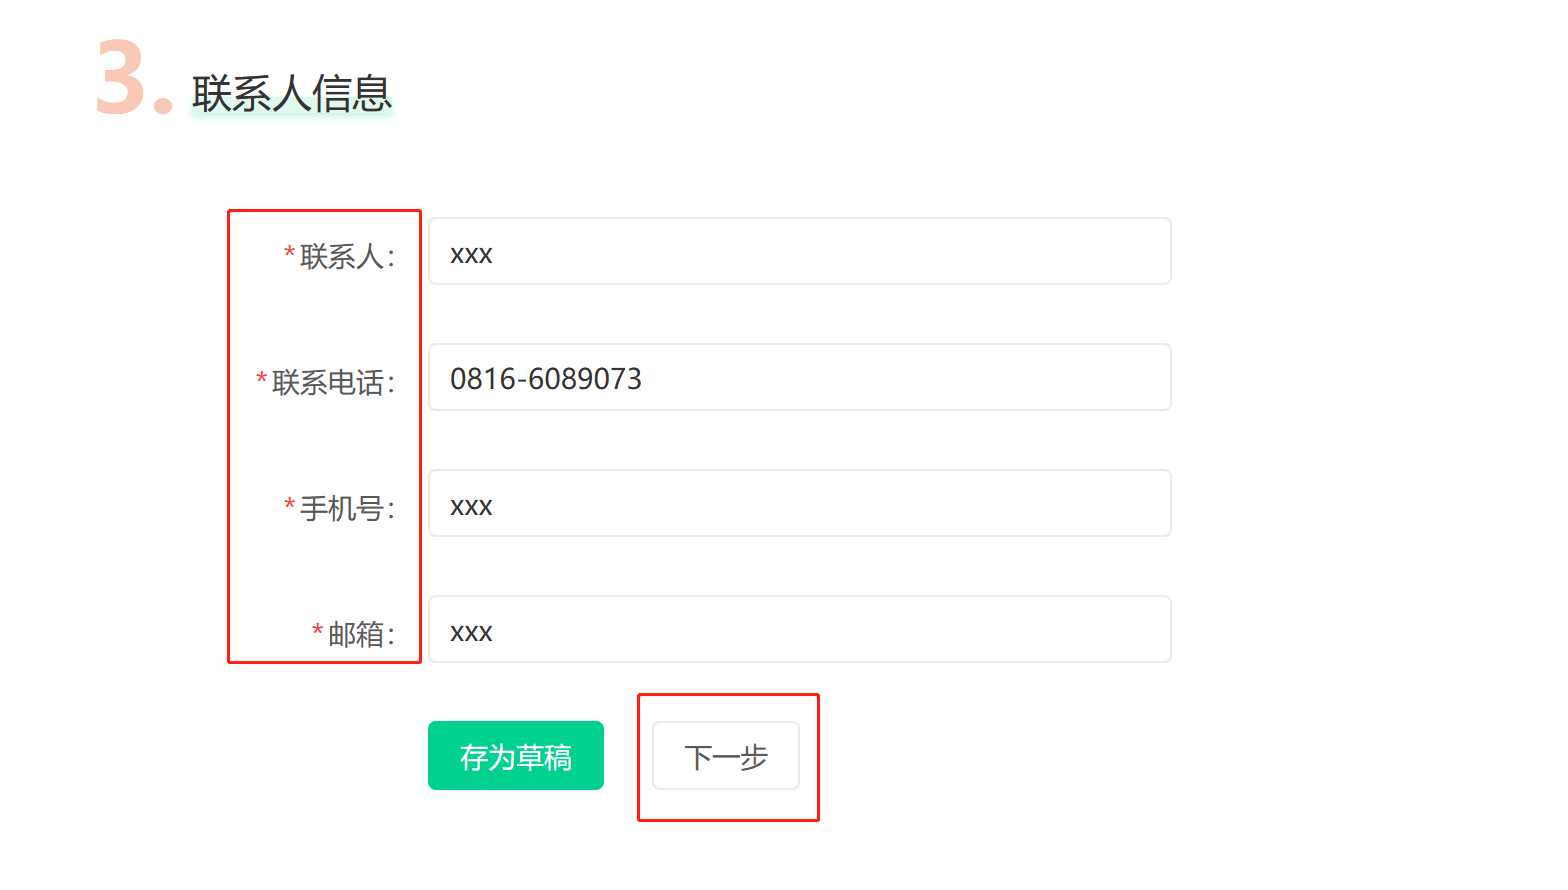 3. 联系人信息
*联系人： xxx
*联系电话： 0816-6089073
*手机号： xxx
*邮箱： xxx
存为草稿 下一步